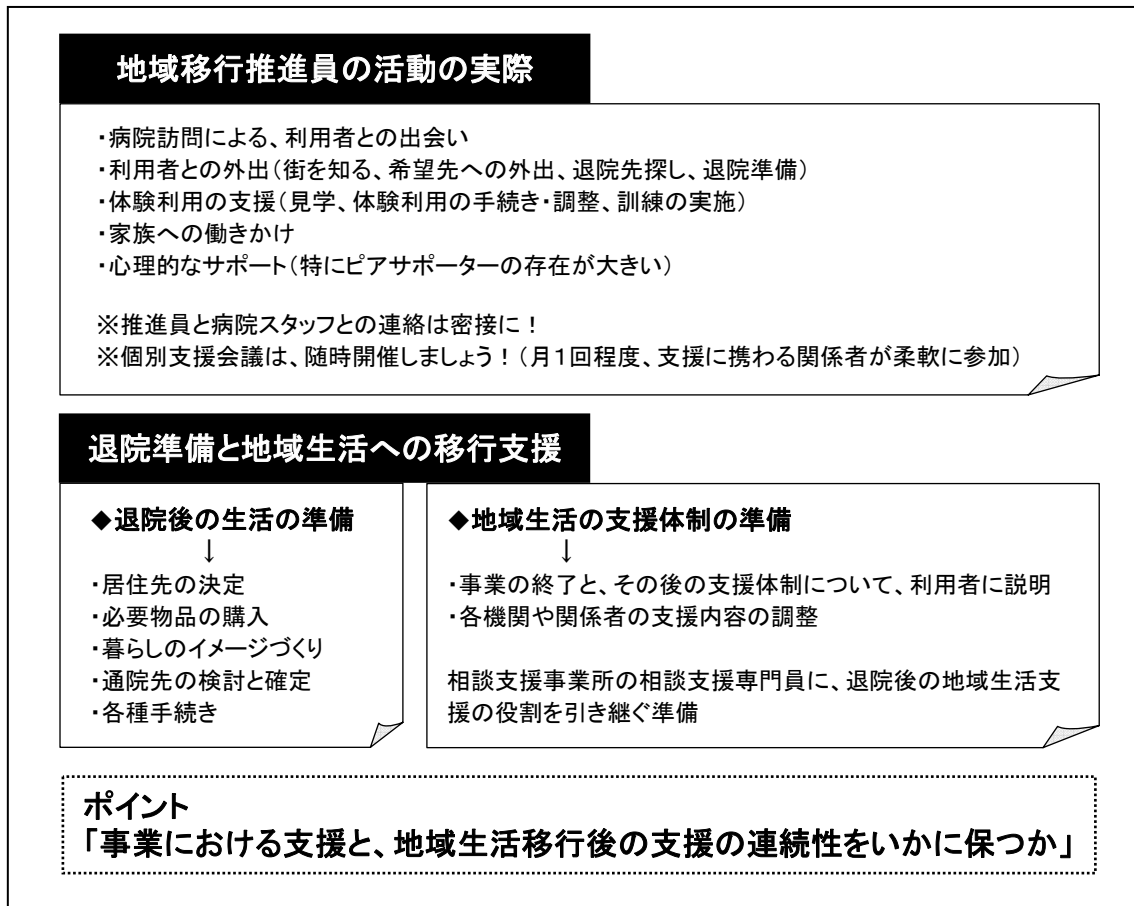 地域移行推進員の活動の実際
・病院訪問による、利用者との出会い
・利用者との外出(街を知る、希望先への外出、退院先探し、退院準備)
・体験利用の支援(見学、体験利用の手続き・調整、訓練の実施)
・家族への働きかけ
・心理的なサポート(特にピアサポーターの存在が大きい)
※推進員と病院スタッフとの連絡は密接に!
※個別支援会議は、随時開催しましょう!(月1回程度、支援に携わる関係者が柔軟に参加)
退院準備と地域生活への移行支援
◆退院後の生活の準備
↓
・居住先の決定
・必要物品の購入
・暮らしのイメージづくり
・通院先の検討と確定
・各種手続き
◆地域生活の支援体制の準備
↓
・事業の終了と、その後の支援体制について、利用者に説明
・各機関や関係者の支援内容の調整
相談支援事業所の相談支援専門員に、退院後の地域生活支
援の役割を引き継ぐ準備
ポイント
「事業における支援と、地域生活移行後の支援の連続性をいかに保つか」